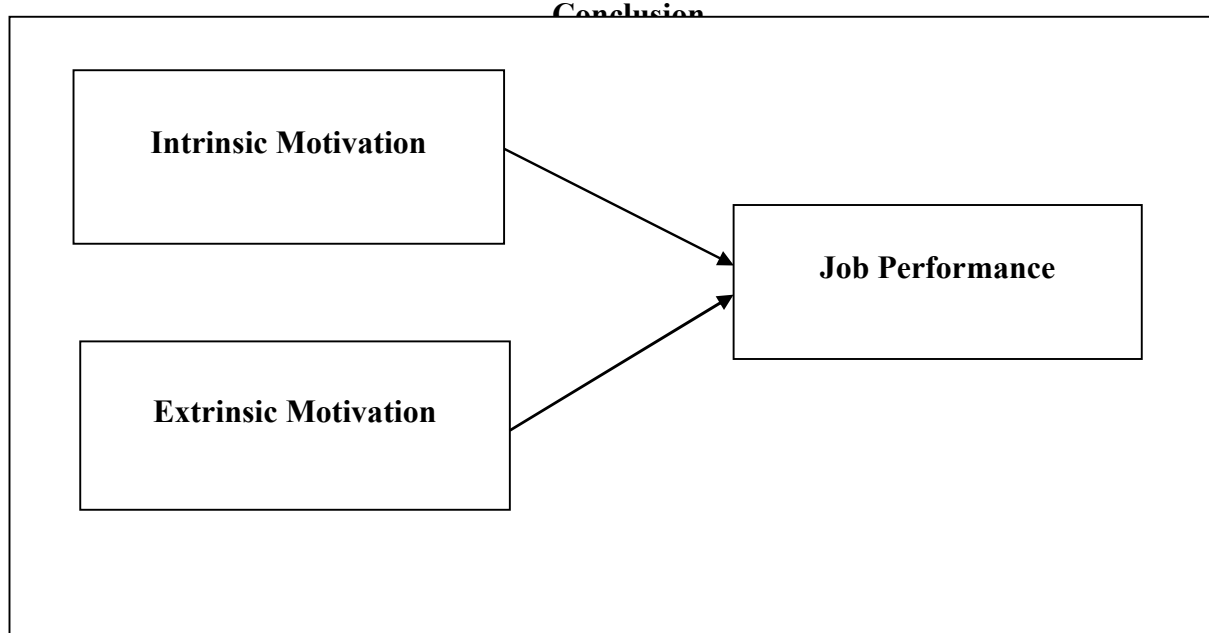 Conclusion
Intrinsic Motivation
Job Performance
Extrinsic Motivation